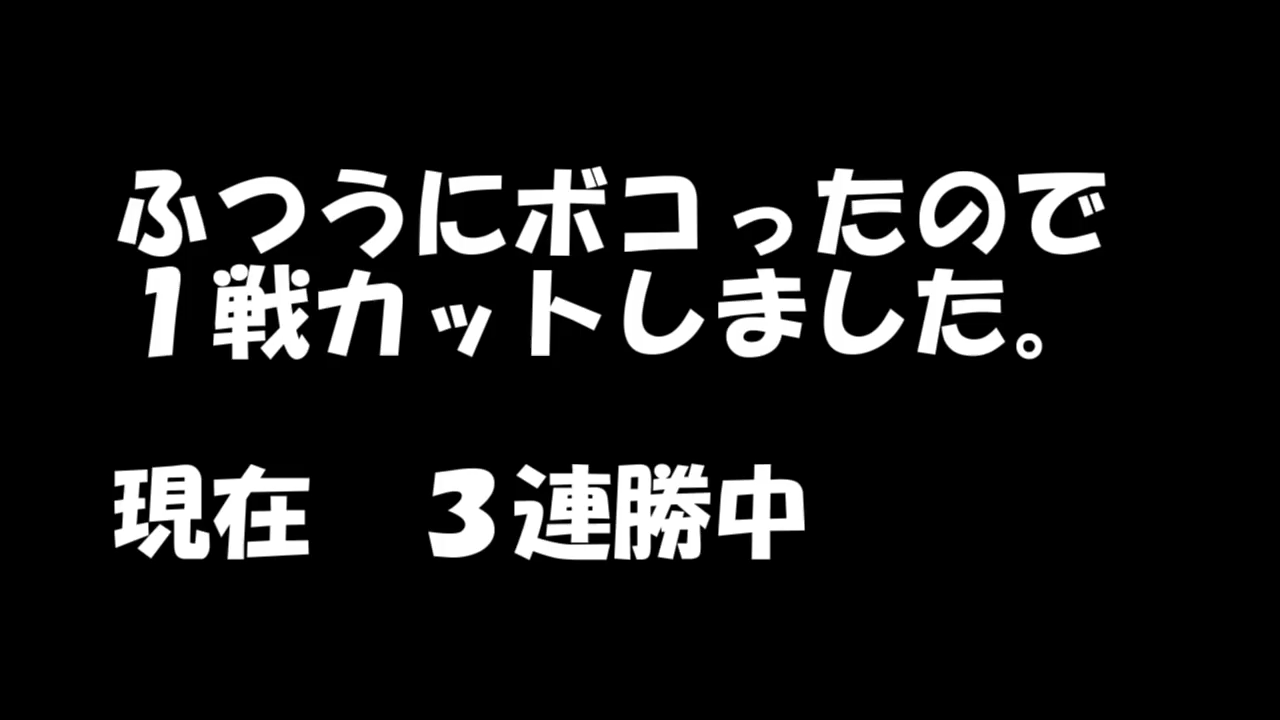 ふつうにボコったので
１戦カットしました。
現在　３連勝中